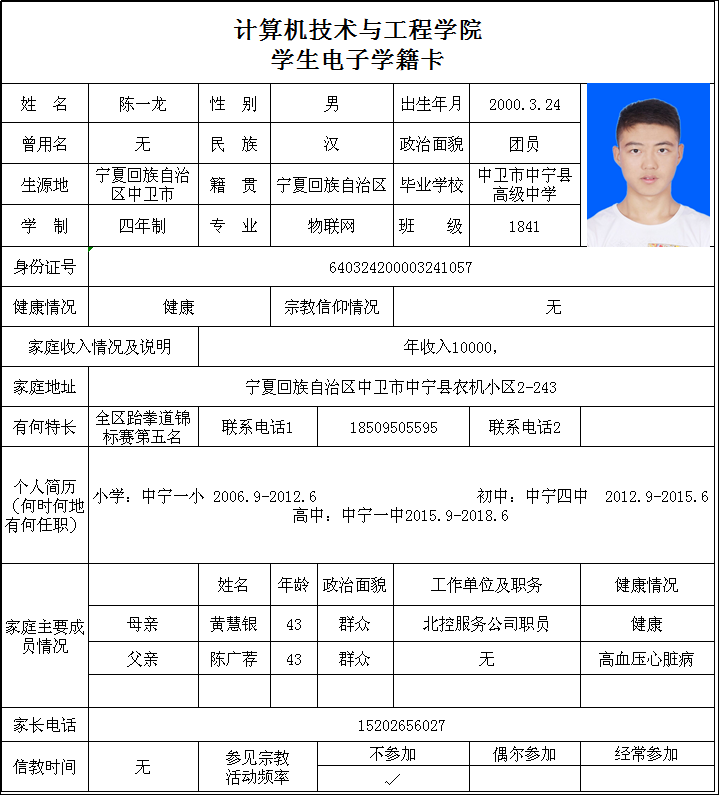 计算机技术与工程学院
学生电子学籍卡
姓 名 陈一龙 性 别 男 出生年月 2000.3.24
曾用名 无 民 族 汉 政治面貌 团员
生源地 宁夏回族自治区中卫市 籍 贯 宁夏回族自治区 毕业学校 中卫市中宁县高级中学
学 制 四年制 专 业 物联网 班 级 1841
身份证号 640324200003241057
健康情况 健康 宗教信仰情况 无
家庭收入情况及说明 年收入10000,
家庭地址 宁夏回族自治区中卫市中宁县农机小区2-243
有何特长 全区跆拳道锦标赛第五名 联系电话1 18509505595 联系电话2
个人简历（何时何地有何任职） 小学: 中宁一小 2006.9-2012.6 初中: 中宁四中 2012.9-2015.6
高中: 中宁一中2015.9-2018.6
家庭主要成员情况 姓名 年龄 政治面貌 工作单位及职务 健康情况
母亲 黄慧银 43 群众 北控服务公司职员 健康
父亲 陈广荐 43 群众 无 高血压心脏病
家长电话 15202656027
信教时间 无 参见宗教活动频率 不参加 偶尔参加 经常参加
✓